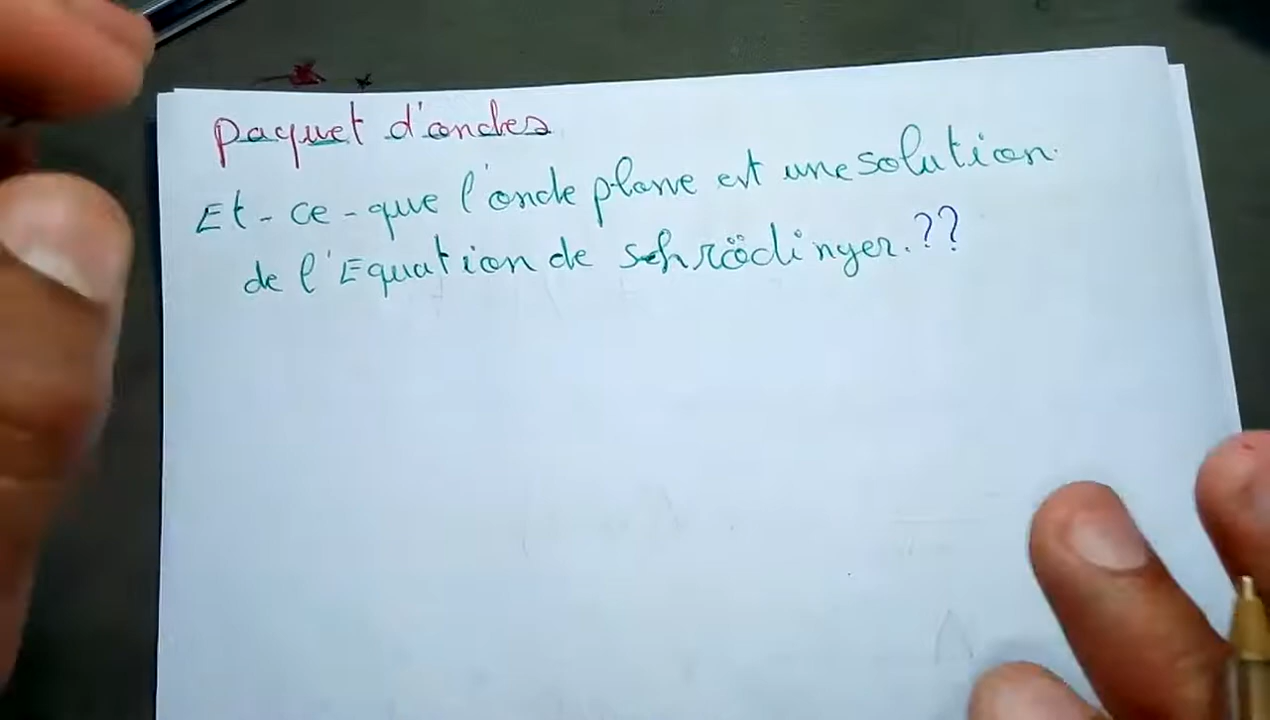 paquet d'ondes
Et-ce-que l'onde plane est une solution.
de l'Equation de schrödinger.??